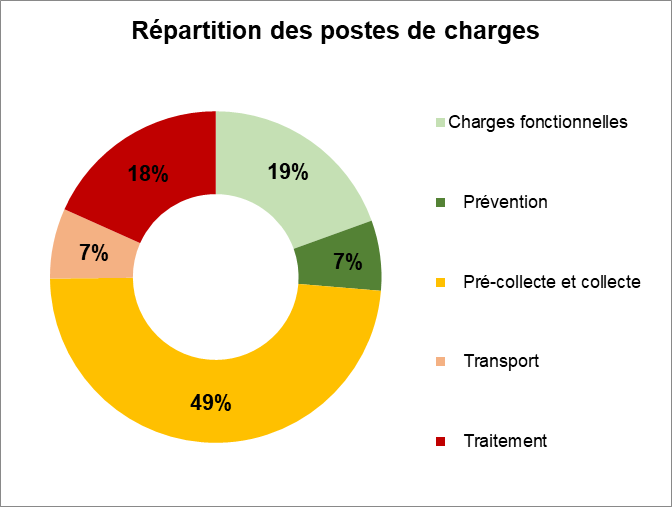 Répartition des postes de charges
Charges fonctionnelles
18%
19%
Prévention
7%
7%
Pré-collecte et collecte
Transport
49%
Traitement